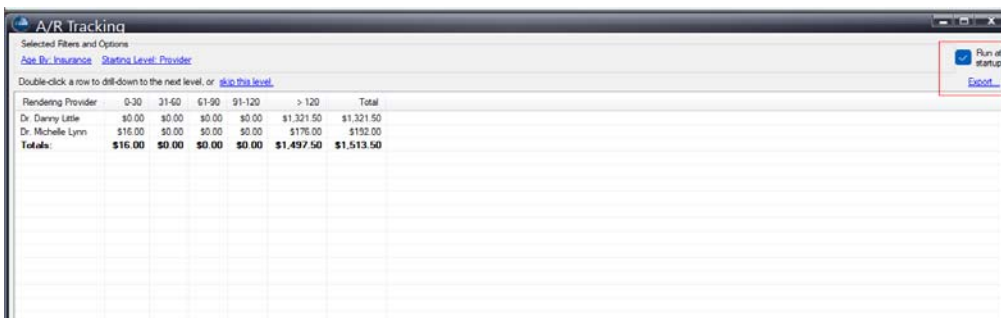 A/R Tracking
Selected Filters and Options
Age By: Insurance Starting Level: Provider
Run at
startup
Export...
Double-click a row to drill-down to the next level, or skip this level.
Rendering Provider 0-30 31-60 61-90 91-120 > 120 Total
Dr. Danny Little $0.00 $0.00 $0.00 $0.00 $1,321.50 $1,321.50
Dr. Michelle Lynn $16.00 $0.00 $0.00 $0.00 $176.00 $192.00
Totals: $16.00 $0.00 $0.00 $0.00 $1,497.50 $1,513.50